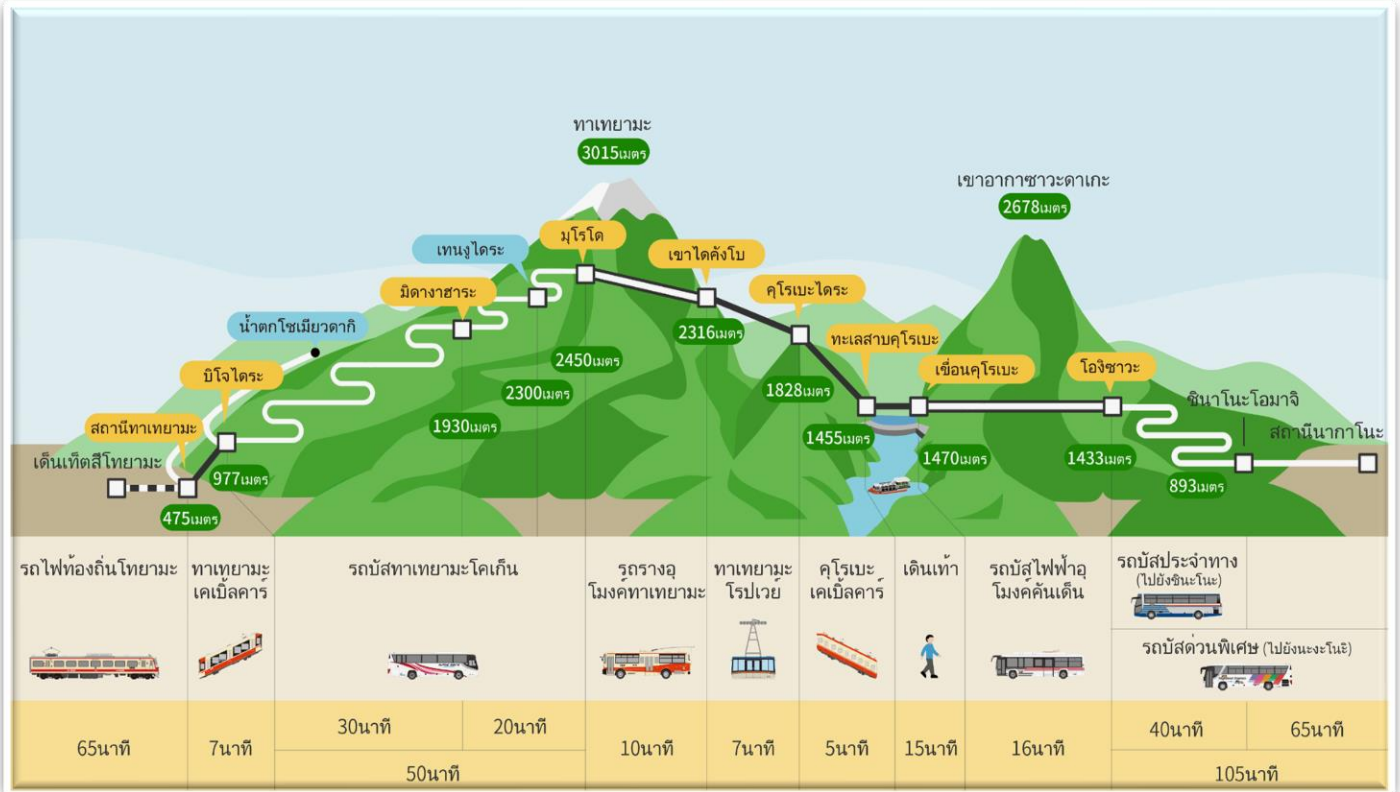 ทาเทยามะ
3015เมตร
เขาอากาซาวะดาเกะ
2678เมตร
มุโรโด
เทนงูไดระ
เขาไดคังโบ
มิดางาฮาระ
คุโรเบะไดระ
น้ำตกโชเมียวดากิ
2316เมตร
ทะเลสาบคุโรเบะ
2450เมตร
เขื่อนคุโรเบะ
โองิซาวะ
บิโจไดระ
2300เมตร
1828เมตร
ชินาโนะโอมาจิ
สถานีทาเทยามะ
1930เมตร
1455เมตร
สถานีนากาโนะ
เด็นเท็ตสึโทยามะ
977เมตร
1470เมตร
1433เมตร
893เมตร
475เมตร
รถไฟท้องถิ่นโทยามะ
ทาเทยามะ
เคเบิ้ลคาร์
รถบัสทาเทยามะโคเก็น
รถรางอุ
โมงค์ทาเทยามะ
ทาเทยามะ
โรปเวย์
คุโรเบะ
เคเบิ้ลคาร์
เดินเท้า
รถบัสไฟฟ้าอุ
โมงค์คันเด็น
รถบัสประจำทาง
(ไปยังชินะโนะ)
รถบัสด่วนพิเศษ (ไปยังนะงะโนะ)
65นาที
7นาที
30นาที
20นาที
50นาที
10นาที
7นาที
5นาที
15นาที
16นาที
40นาที
65นาที
105นาที